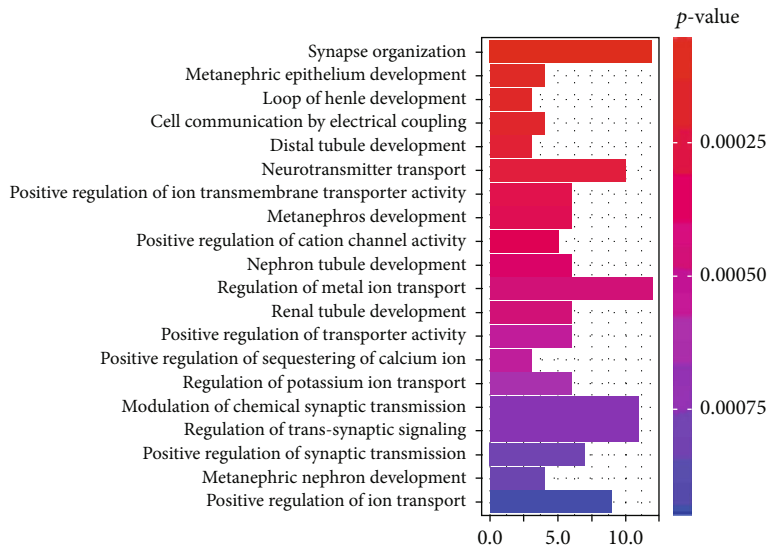 p-value
Synapse organization
Metanephric epithelium development
Loop of henle development
Cell communication by electrical coupling
Distal tubule development
Neurotransmitter transport
Positive regulation of ion transmembrane transporter activity
Metanephros development
Positive regulation of cation channel activity
Nephron tubule development
Regulation of metal ion transport
Renal tubule development
Positive regulation of transporter activity
Positive regulation of sequestering of calcium ion
Regulation of potassium ion transport
Modulation of chemical synaptic transmission
Regulation of trans-synaptic signaling
Positive regulation of synaptic transmission
Metanephric nephron development
Positive regulation of ion transport
0.00025
0.00050
0.00075
0.0 5.0 10.0